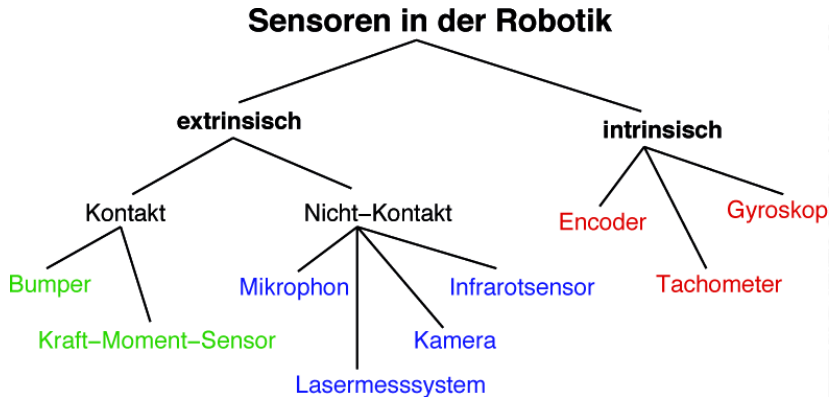 Sensoren in der Robotik
extrinsisch
intrinsisch
Kontakt
Nicht−Kontakt
Encoder
Gyroskop
Bumper
Mikrophon
Infrarotsensor
Tachometer
Kraft−Moment−Sensor
Kamera
Lasermesssystem